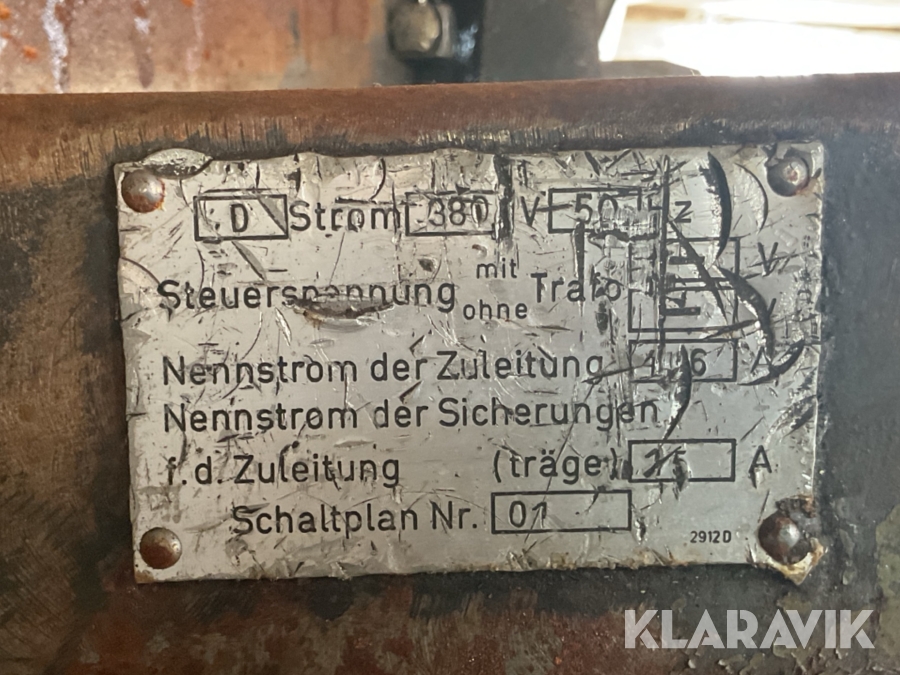 D Strom 380 V 50 Hz
Steuerspannung mit Trafo V
ohne V
Nennstrom der Zuleitung A
Nennstrom der Sicherungen
f.d. Zuleitung (träge) 25 A
Schaltplan Nr. 01
2912D
KLARAVIK